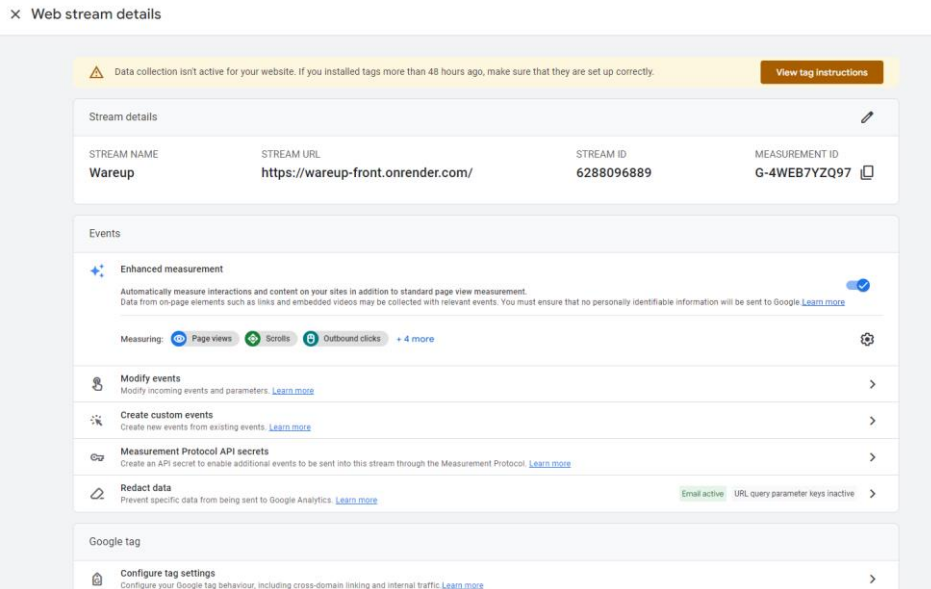 Web stream details
Data collection isn't active for your website. If you installed tags more than 48 hours ago, make sure that they are set up correctly.
View tag instructions
Stream details
STREAM NAME STREAM URL STREAM ID MEASUREMENT ID
Wareup https://wareup-front.onrender.com/ 6288096889 G-4WEB7YZQ97
Events
Enhanced measurement
Automatically measure interactions and content on your sites in addition to standard page view measurement.
Data from on-page elements such as links and embedded videos may be collected with relevant events. You must ensure that no personally identifiable information will be sent to Google. Learn more
Measuring: Page views Scrolls Outbound clicks + 4 more
Modify events
Modify incoming events and parameters. Learn more
Create custom events
Create new events from existing events. Learn more
Measurement Protocol API secrets
Create an API secret to enable additional events to be sent into this stream through the Measurement Protocol. Learn more
Redact data
Prevent specific data from being sent to Google Analytics. Learn more
Email active URL query parameter keys inactive
Google tag
Configure tag settings
Configure your Google tag behaviour, including cross-domain linking and internal traffic. Learn more